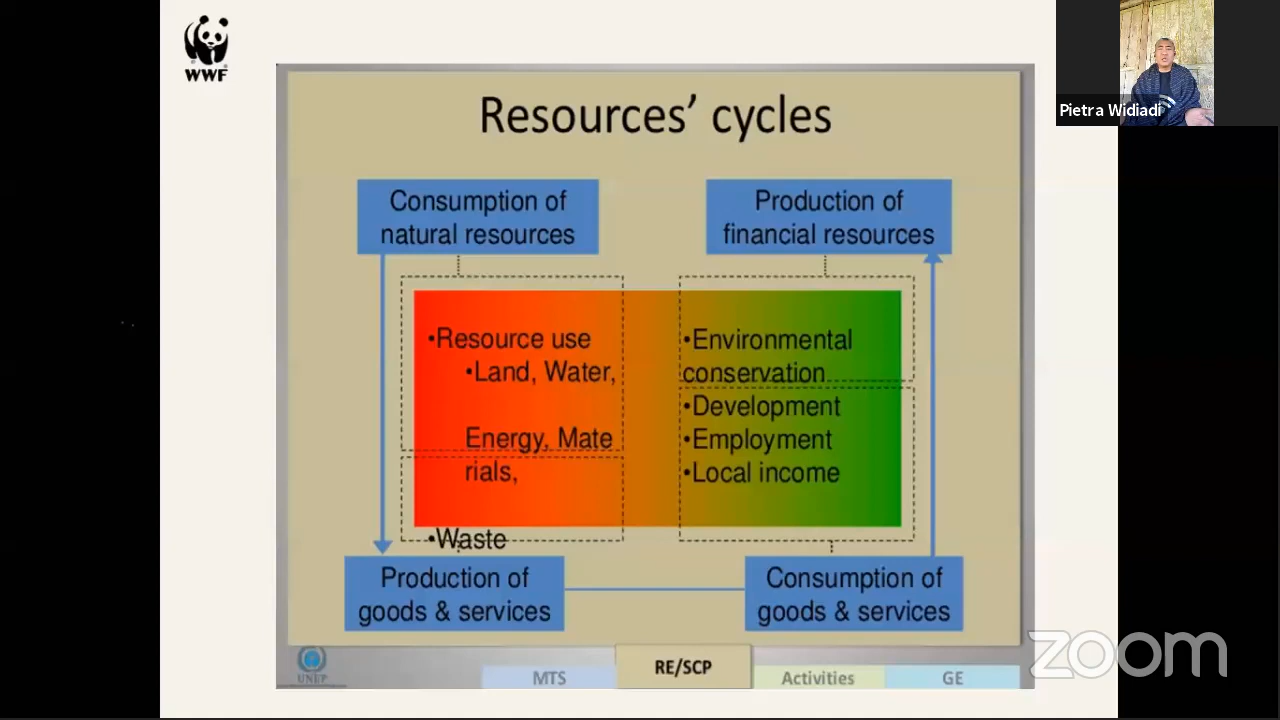 WWF
Pietra Widiadi
Resources' cycles
Consumption of
natural resources
Production of
financial resources
•Resource use
•Land, Water,
Energy, Mate
rials,
•Waste
•Environmental
conservation
•Development
•Employment
•Local income
Production of
goods & services
Consumption of
goods & services
UNEP
MTS
RE/SCP
Activities
GE
zoom